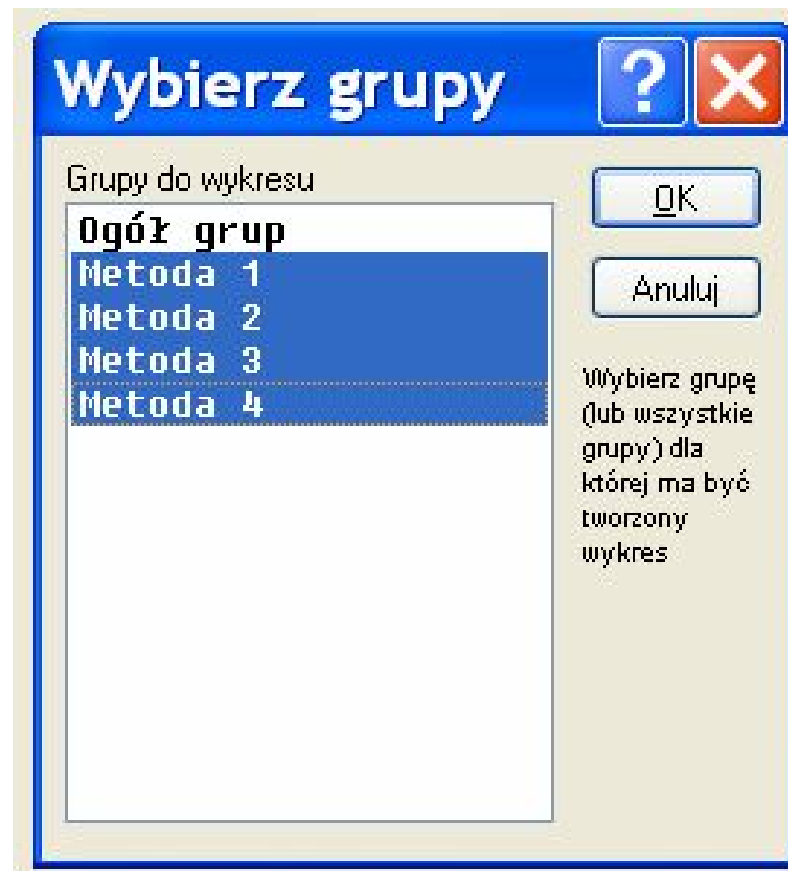 Wybierz grupy
Grupy do wykresu
Ogół grup
Metoda 1
Metoda 2
Metoda 3
Metoda 4
OK
Anuluj
Wybierz grupę
(lub wszystkie
grupy) dla
której ma być
tworzony
wykres